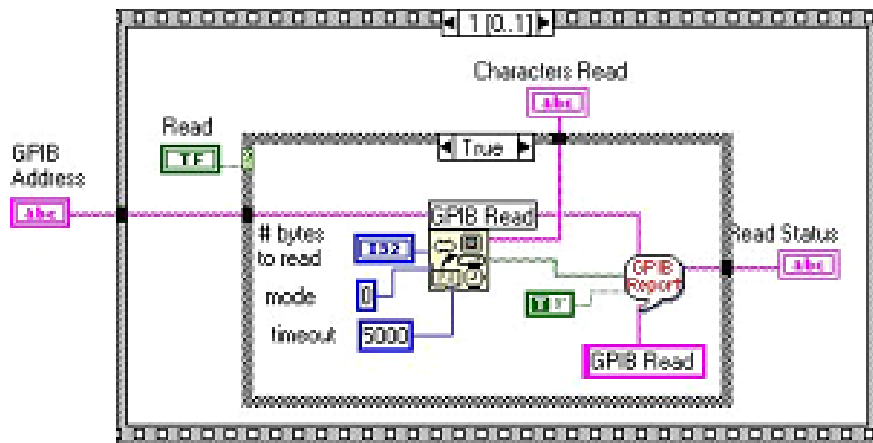 1 [0..1]
Characters Read
abc
Read
TF
True
GPIB
Address
abc
GPIB Read
# bytes
to read
I32
Read Status
abc
GPIB
Report
mode
0
T F
timeout
5000
GPIB Read